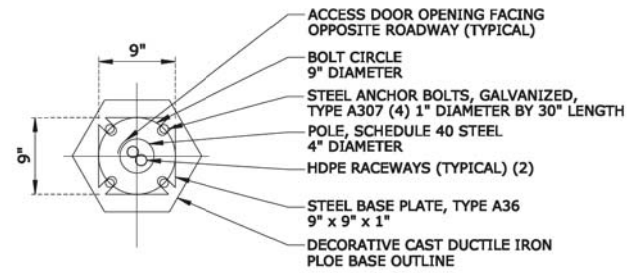 ACCESS DOOR OPENING FACING
OPPOSITE ROADWAY (TYPICAL)
9"
BOLT CIRCLE
9" DIAMETER
STEEL ANCHOR BOLTS, GALVANIZED,
TYPE A307 (4) 1" DIAMETER BY 30" LENGTH
9"
POLE, SCHEDULE 40 STEEL
4" DIAMETER
HDPE RACEWAYS (TYPICAL) (2)
STEEL BASE PLATE, TYPE A36
9" x 9" x 1"
DECORATIVE CAST DUCTILE IRON
PLOE BASE OUTLINE